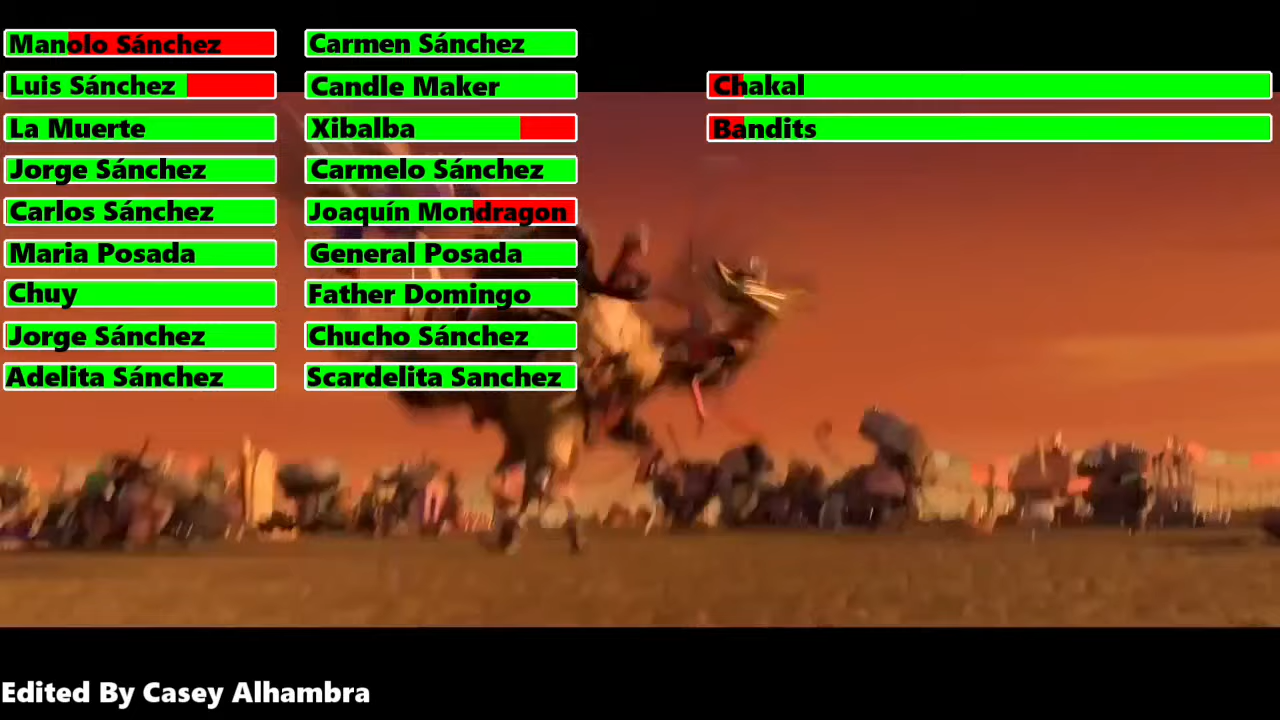 Manolo Sánchez
Luis Sánchez
La Muerte
Jorge Sánchez
Carlos Sánchez
Maria Posada
Chuy
Jorge Sánchez
Adelita Sánchez
Carmen Sánchez
Candle Maker
Xibalba
Carmelo Sánchez
Joaquín Mondragon
General Posada
Father Domingo
Chucho Sánchez
Scardelita Sanchez
Chakal
Bandits
Edited By Casey Alhambra